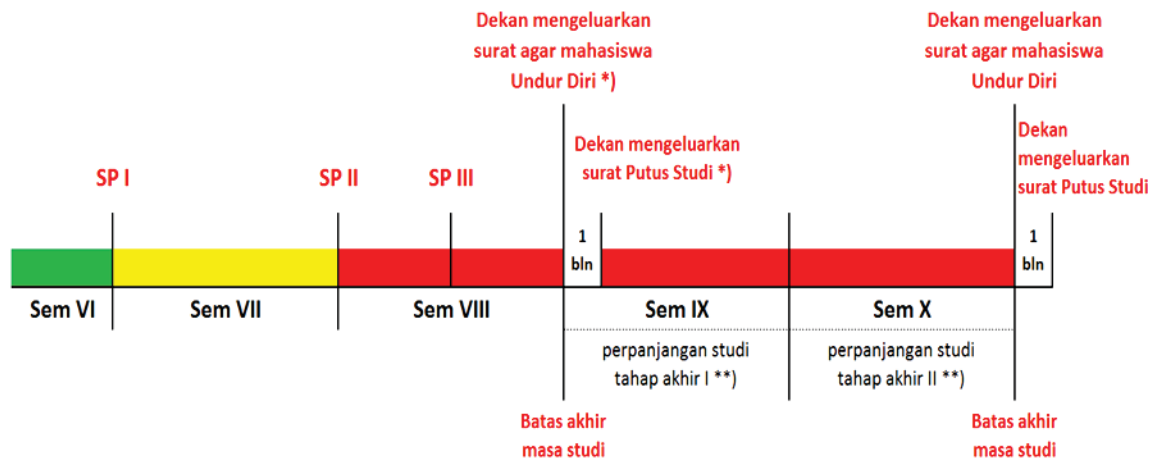 Dekan mengeluarkan
surat agar mahasiswa
Undur Diri *)
Dekan mengeluarkan
surat agar mahasiswa
Undur Diri
Dekan mengeluarkan
surat Putus Studi *)
Dekan
mengeluarkan
surat Putus Studi
SP I
SP II
SP III
1
bln
1
bln
Sem VI
Sem VII
Sem VIII
Sem IX
Sem X
perpanjangan studi
tahap akhir I **)
perpanjangan studi
tahap akhir II **)
Batas akhir
masa studi
Batas akhir
masa studi